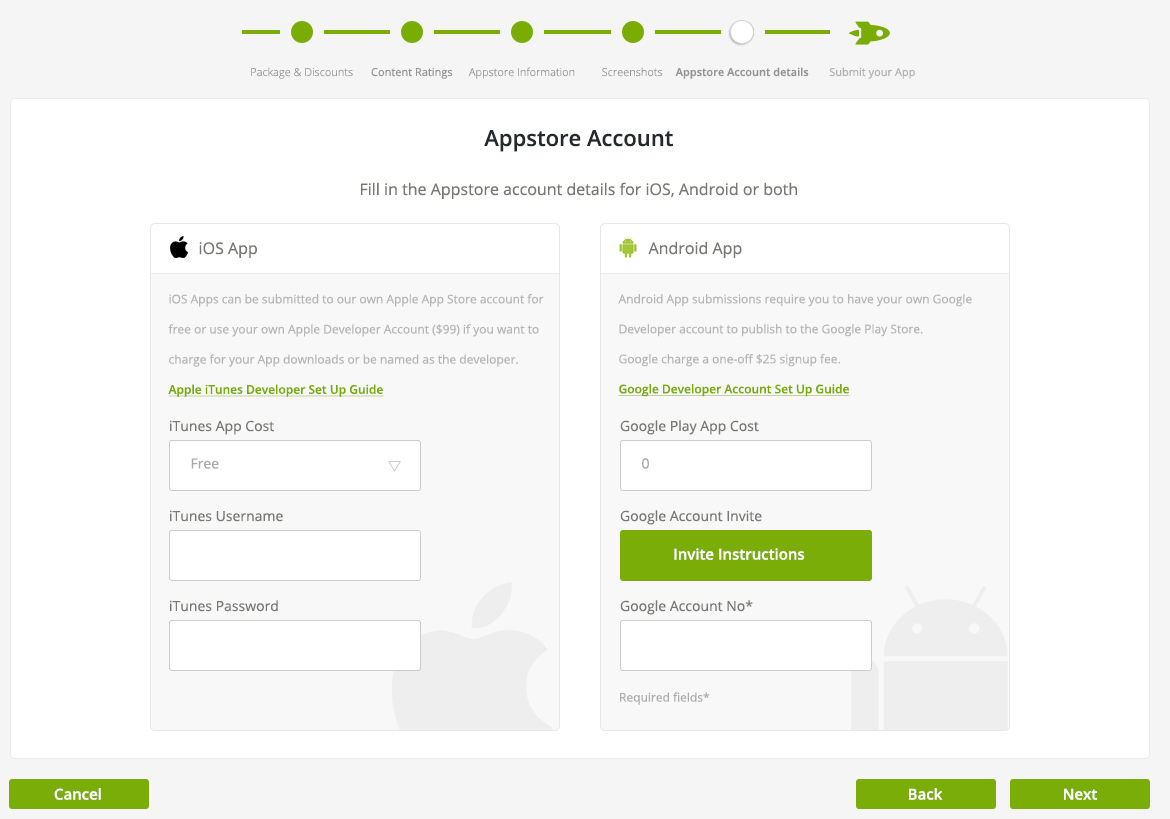 Package & Discounts
Content Ratings
Appstore Information
Screenshots
Appstore Account details
Submit your App
Appstore Account
Fill in the Appstore account details for iOS, Android or both
iOS App
iOS Apps can be submitted to our own Apple App Store account for
free or use your own Apple Developer Account ($99) if you want to
charge for your App downloads or be named as the developer.
Apple iTunes Developer Set Up Guide
iTunes App Cost
Free
iTunes Username
iTunes Password
Android App
Android App submissions require you to have your own Google
Developer account to publish to the Google Play Store.
Google charge a one-off $25 signup fee.
Google Developer Account Set Up Guide
Google Play App Cost
0
Google Account Invite
Invite Instructions
Google Account No*
Required fields*
Cancel
Back
Next